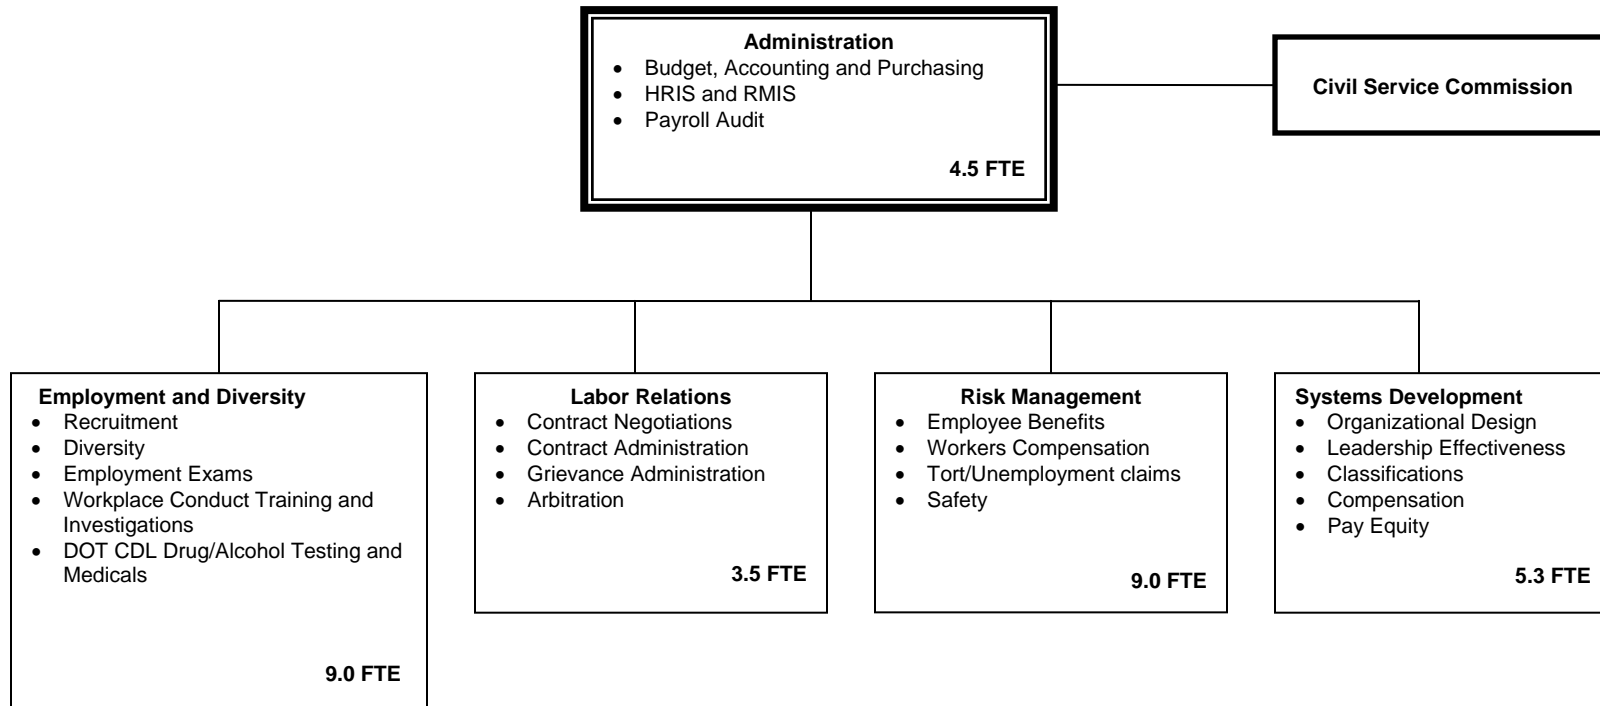 Administration
• Budget, Accounting and Purchasing
• HRIS and RMIS
• Payroll Audit
4.5 FTE
Civil Service Commission
Employment and Diversity
• Recruitment
• Diversity
• Employment Exams
• Workplace Conduct Training and
Investigations
• DOT CDL Drug/Alcohol Testing and
Medicals
9.0 FTE
Labor Relations
• Contract Negotiations
• Contract Administration
• Grievance Administration
• Arbitration
3.5 FTE
Risk Management
• Employee Benefits
• Workers Compensation
• Tort/Unemployment claims
• Safety
9.0 FTE
Systems Development
• Organizational Design
• Leadership Effectiveness
• Classifications
• Compensation
• Pay Equity
5.3 FTE